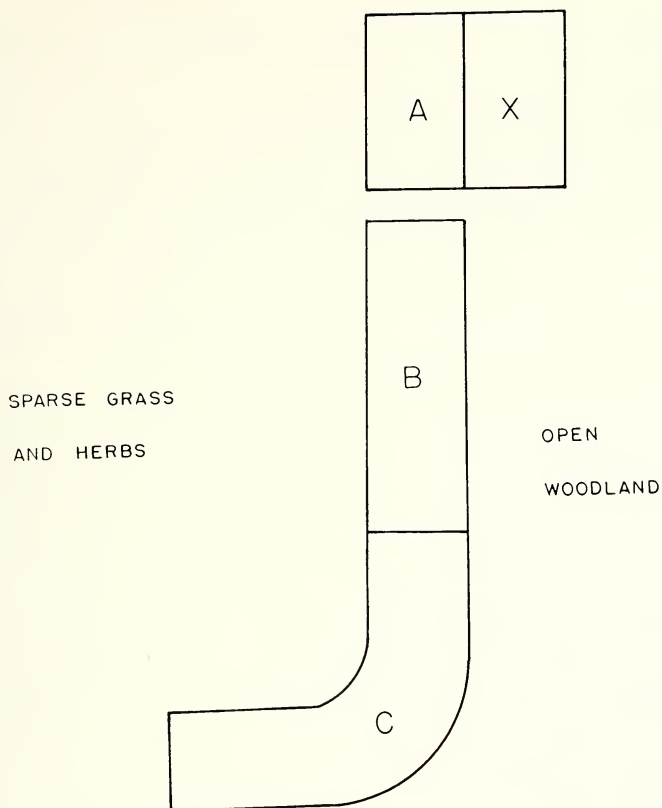 A X
B
SPARSE GRASS
AND HERBS
OPEN
WOODLAND
C